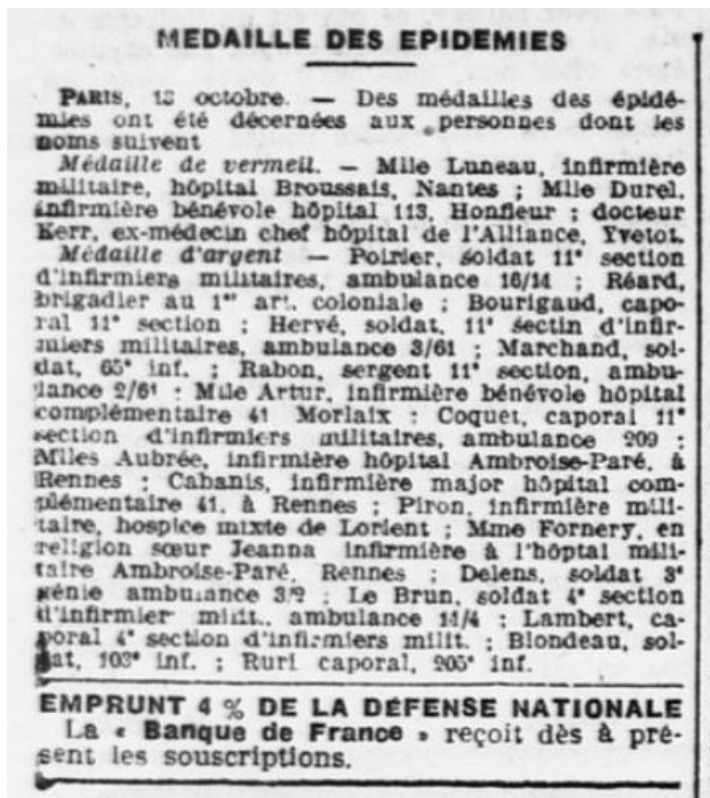 MEDAILLE DES EPIDEMIES
PARIS, 13 octobre. — Des médailles des épidé-
mies ont été décernées aux personnes dont les
noms suivent
Médaille de vermeil. — Mlle Luneau, infirmière
militaire, hôpital Broussais, Nantes ; Mlle Durel,
infirmière bénévole hôpital 113, Honfleur ; docteur
Kerr, ex-médecin chef hôpital de l'Alliance, Yvetot.
Médaille d'argent — Poirier, soldat 11e section
d'infirmiers militaires, ambulance 16/14 ; Réard,
brigadier au 1er art. coloniale ; Bourigaud, capo-
ral 11e section ; Hervé, soldat, 11e sectin d'infir-
miers militaires, ambulance 3/61 ; Marchand, sol-
dat, 65e inf. ; Rabon, sergent 11e section, ambu-
lance 2/61 ; Mlle Artur, infirmière bénévole hôpital
complémentaire 41 Morlaix ; Coquet, caporal 11e
section d'infirmiers militaires, ambulance 209 ;
Mlles Aubrée, infirmière hôpital Ambroise-Paré, à
Rennes ; Cabanis, infirmière major hôpital com-
plémentaire 41, à Rennes ; Piron, infirmière mili-
taire, hospice mixte de Lorient ; Mme Fornery, en
religion sœur Jeanna infirmière à l'hôptal mili-
taire Ambroise-Paré, Rennes ; Delens, soldat 3e
génie ambulance 3/2 ; Le Brun, soldat 4e section
d'infirmier milit., ambulance 14/4 ; Lambert, ca-
poral 4e section d'infirmiers milit. ; Blondeau, sol-
dat, 103e inf. ; Ruri caporal, 205e inf.
EMPRUNT 4 % DE LA DÉFENSE NATIONALE
La « Banque de France » reçoit dès à pré-
sent les souscriptions.